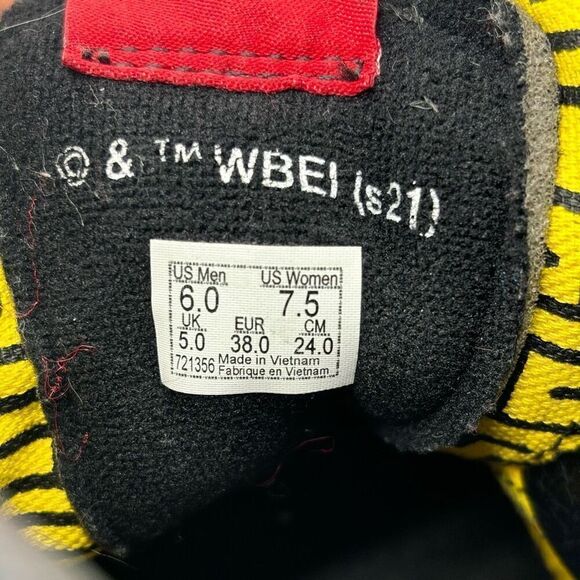 © & ™ WBEI (s21)
US Men US Women
6.0 7.5
UK EUR CM
5.0 38.0 24.0
721356 Made in Vietnam
Fabrique en Vietnam